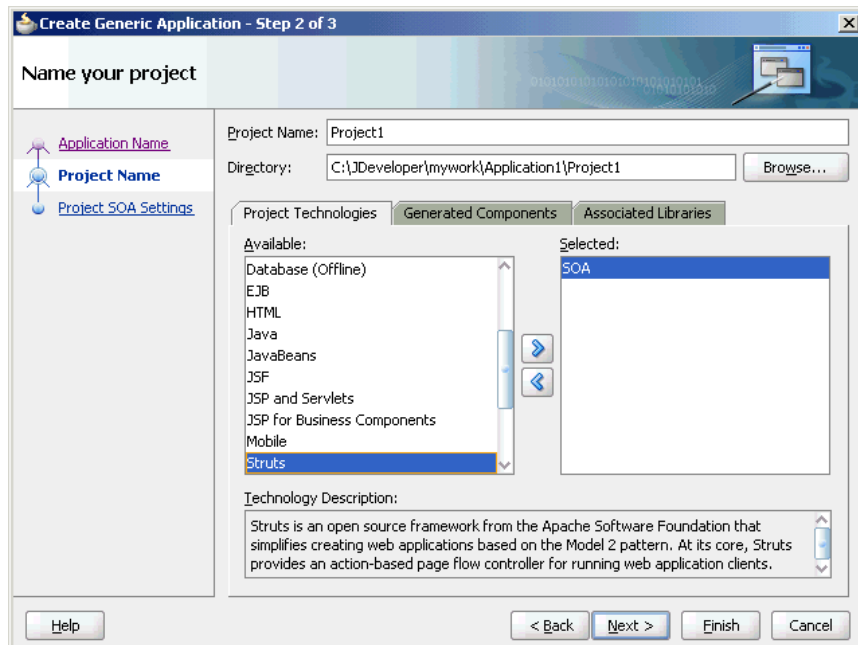 Create Generic Application - Step 2 of 3
Name your project
Application Name
Project Name
Project SOA Settings
Project Name: Project1
Directory: C:\JDeveloper\mywork\Application1\Project1 Browse...
Project Technologies Generated Components Associated Libraries
Available: Selected:
Database (Offline) SOA
EJB
HTML
Java
JavaBeans
JSF
JSP and Servlets
JSP for Business Components
Mobile
Struts
Technology Description:
Struts is an open source framework from the Apache Software Foundation that
simplifies creating web applications based on the Model 2 pattern. At its core, Struts
provides an action-based page flow controller for running web application clients.
Help < Back Next > Finish Cancel